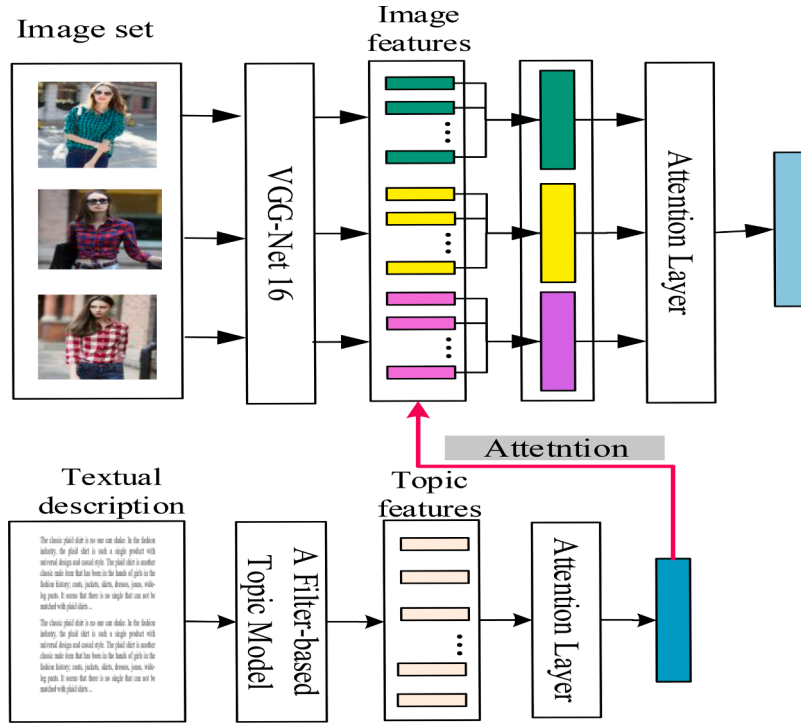 Image set
Image
features
VGG-Net 16
Attention Layer
Attetntion
Textual
description
The classic plaid shirt is no one can shake. In the fashion
industry, the plaid shirt is such a single product with
universal design and casual style. The plaid shirt is another
classic male item that has been in the hands of girls in the
fashion history; coats, jackets, skirts, dresses, jeans, wide-
leg pants. It seems that there is no single that can not be
matched with plaid shirts ...
The classic plaid shirt is no one can shake. In the fashion
industry, the plaid shirt is such a single product with
universal design and casual style. The plaid shirt is another
classic male item that has been in the hands of girls in the
fashion history; coats, jackets, skirts, dresses, jeans, wide-
leg pants. It seems that there is no single that can not be
matched with plaid shirts ...
A Filter-based
Topic Model
Topic
features
Attention Layer